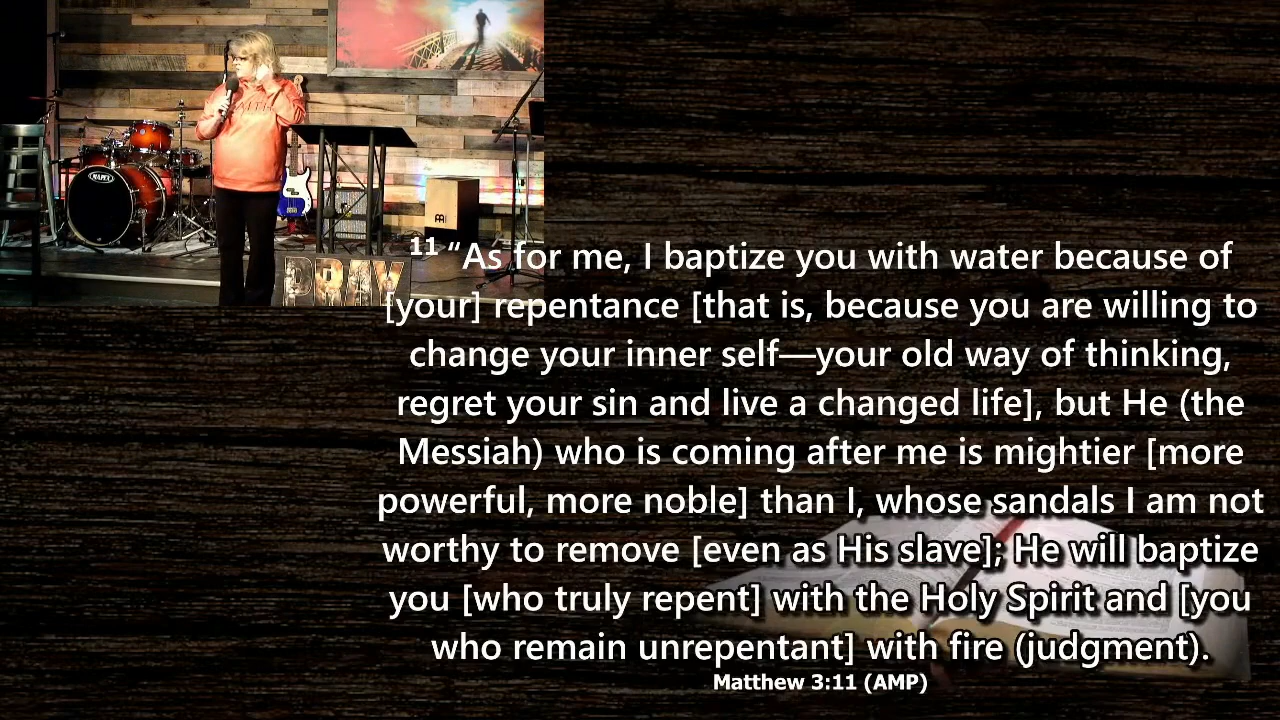 MAPEX
FAITH
PRAY
11 “As for me, I baptize you with water because of
[your] repentance [that is, because you are willing to
change your inner self—your old way of thinking,
regret your sin and live a changed life], but He (the
Messiah) who is coming after me is mightier [more
powerful, more noble] than I, whose sandals I am not
worthy to remove [even as His slave]; He will baptize
you [who truly repent] with the Holy Spirit and [you
who remain unrepentant] with fire (judgment).
Matthew 3:11 (AMP)